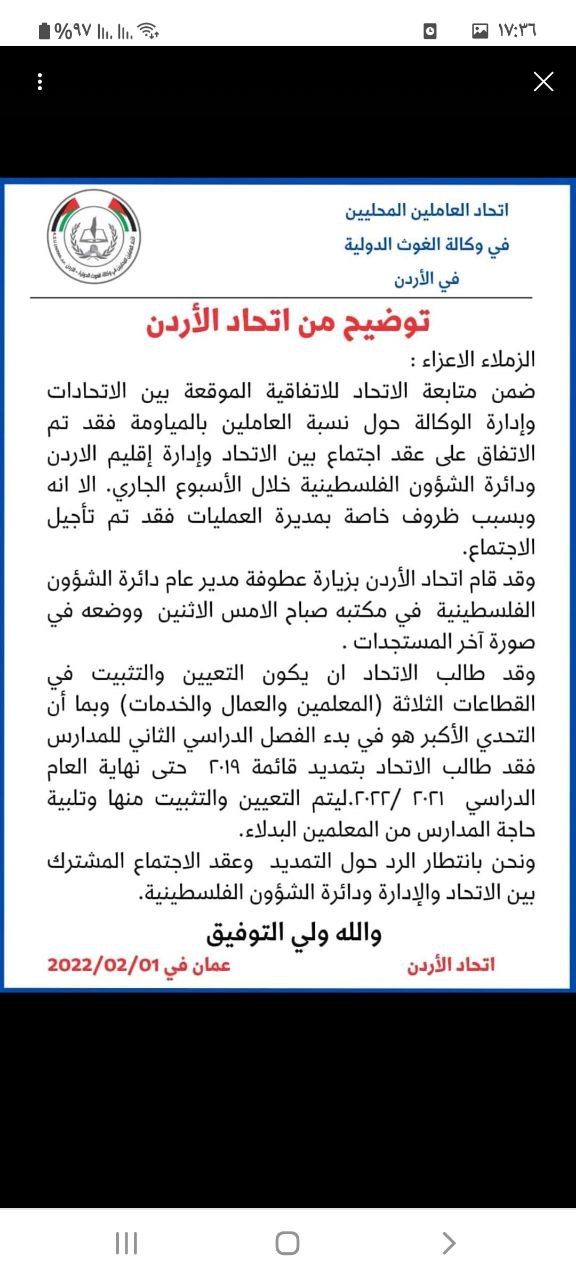 %٩٧
١٧:٣٦
اتحاد العاملين المحليين
في وكالة الغوث الدولية
في الأردن
توضيح من اتحاد الأردن
الزملاء الاعزاء :
ضمن متابعة الاتحاد للاتفاقية الموقعة بين الاتحادات
وإدارة الوكالة حول نسبة العاملين بالمياومة فقد تم
الاتفاق على عقد اجتماع بين الاتحاد وإدارة إقليم الاردن
ودائرة الشؤون الفلسطينية خلال الأسبوع الجاري. الا انه
وبسبب ظروف خاصة بمديرة العمليات فقد تم تأجيل
الاجتماع.
وقد قام اتحاد الأردن بزيارة عطوفة مدير عام دائرة الشؤون
الفلسطينية في مكتبه صباح الامس الاثنين ووضعه في
صورة آخر المستجدات .
وقد طالب الاتحاد ان يكون التعيين والتثبيت في
القطاعات الثلاثة (المعلمين والعمال والخدمات) وبما أن
التحدي الأكبر هو في بدء الفصل الدراسي الثاني للمدارس
فقد طالب الاتحاد بتمديد قائمة ٢٠١٩ حتى نهاية العام
الدراسي ٢٠٢١ /٢٠٢٢.ليتم التعيين والتثبيت منها وتلبية
حاجة المدارس من المعلمين البدلاء.
ونحن بانتطار الرد حول التمديد وعقد الاجتماع المشترك
بين الاتحاد والإدارة ودائرة الشؤون الفلسطينية.
والله ولي التوفيق
اتحاد الأردن
عمان في 2022/02/01